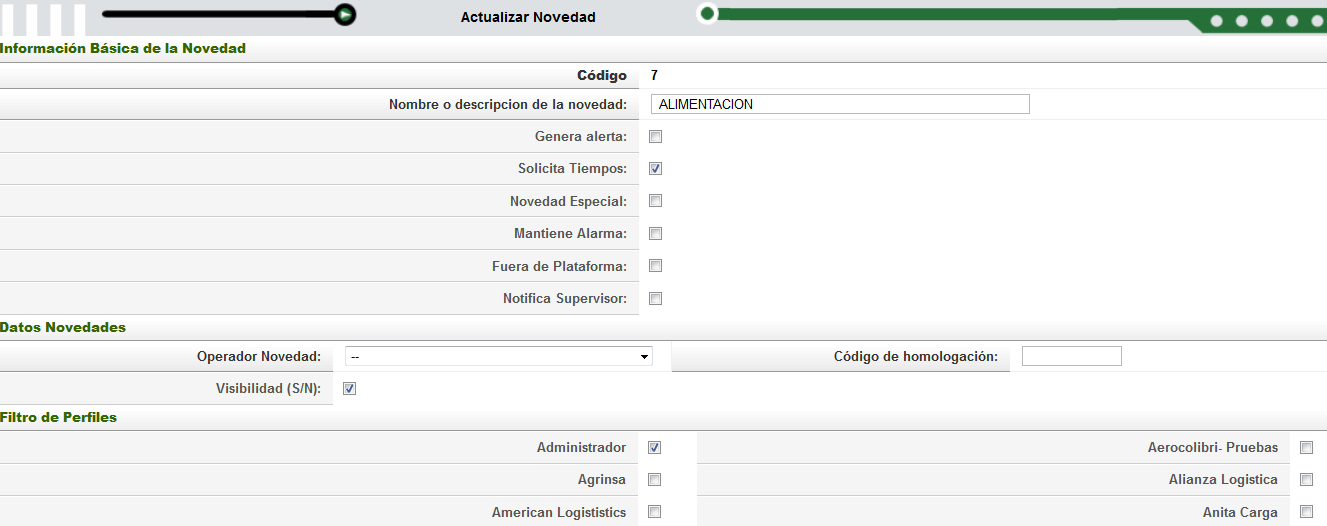 Actualizar Novedad
Información Básica de la Novedad
Código 7
Nombre o descripcion de la novedad: ALIMENTACION
Genera alerta:
Solicita Tiempos:
Novedad Especial:
Mantiene Alarma:
Fuera de Plataforma:
Notifica Supervisor:
Datos Novedades
Operador Novedad: -- Código de homologación:
Visibilidad (S/N):
Filtro de Perfiles
Administrador Aerocolibri- Pruebas
Agrinsa Alianza Logistica
American Logististics Anita Carga